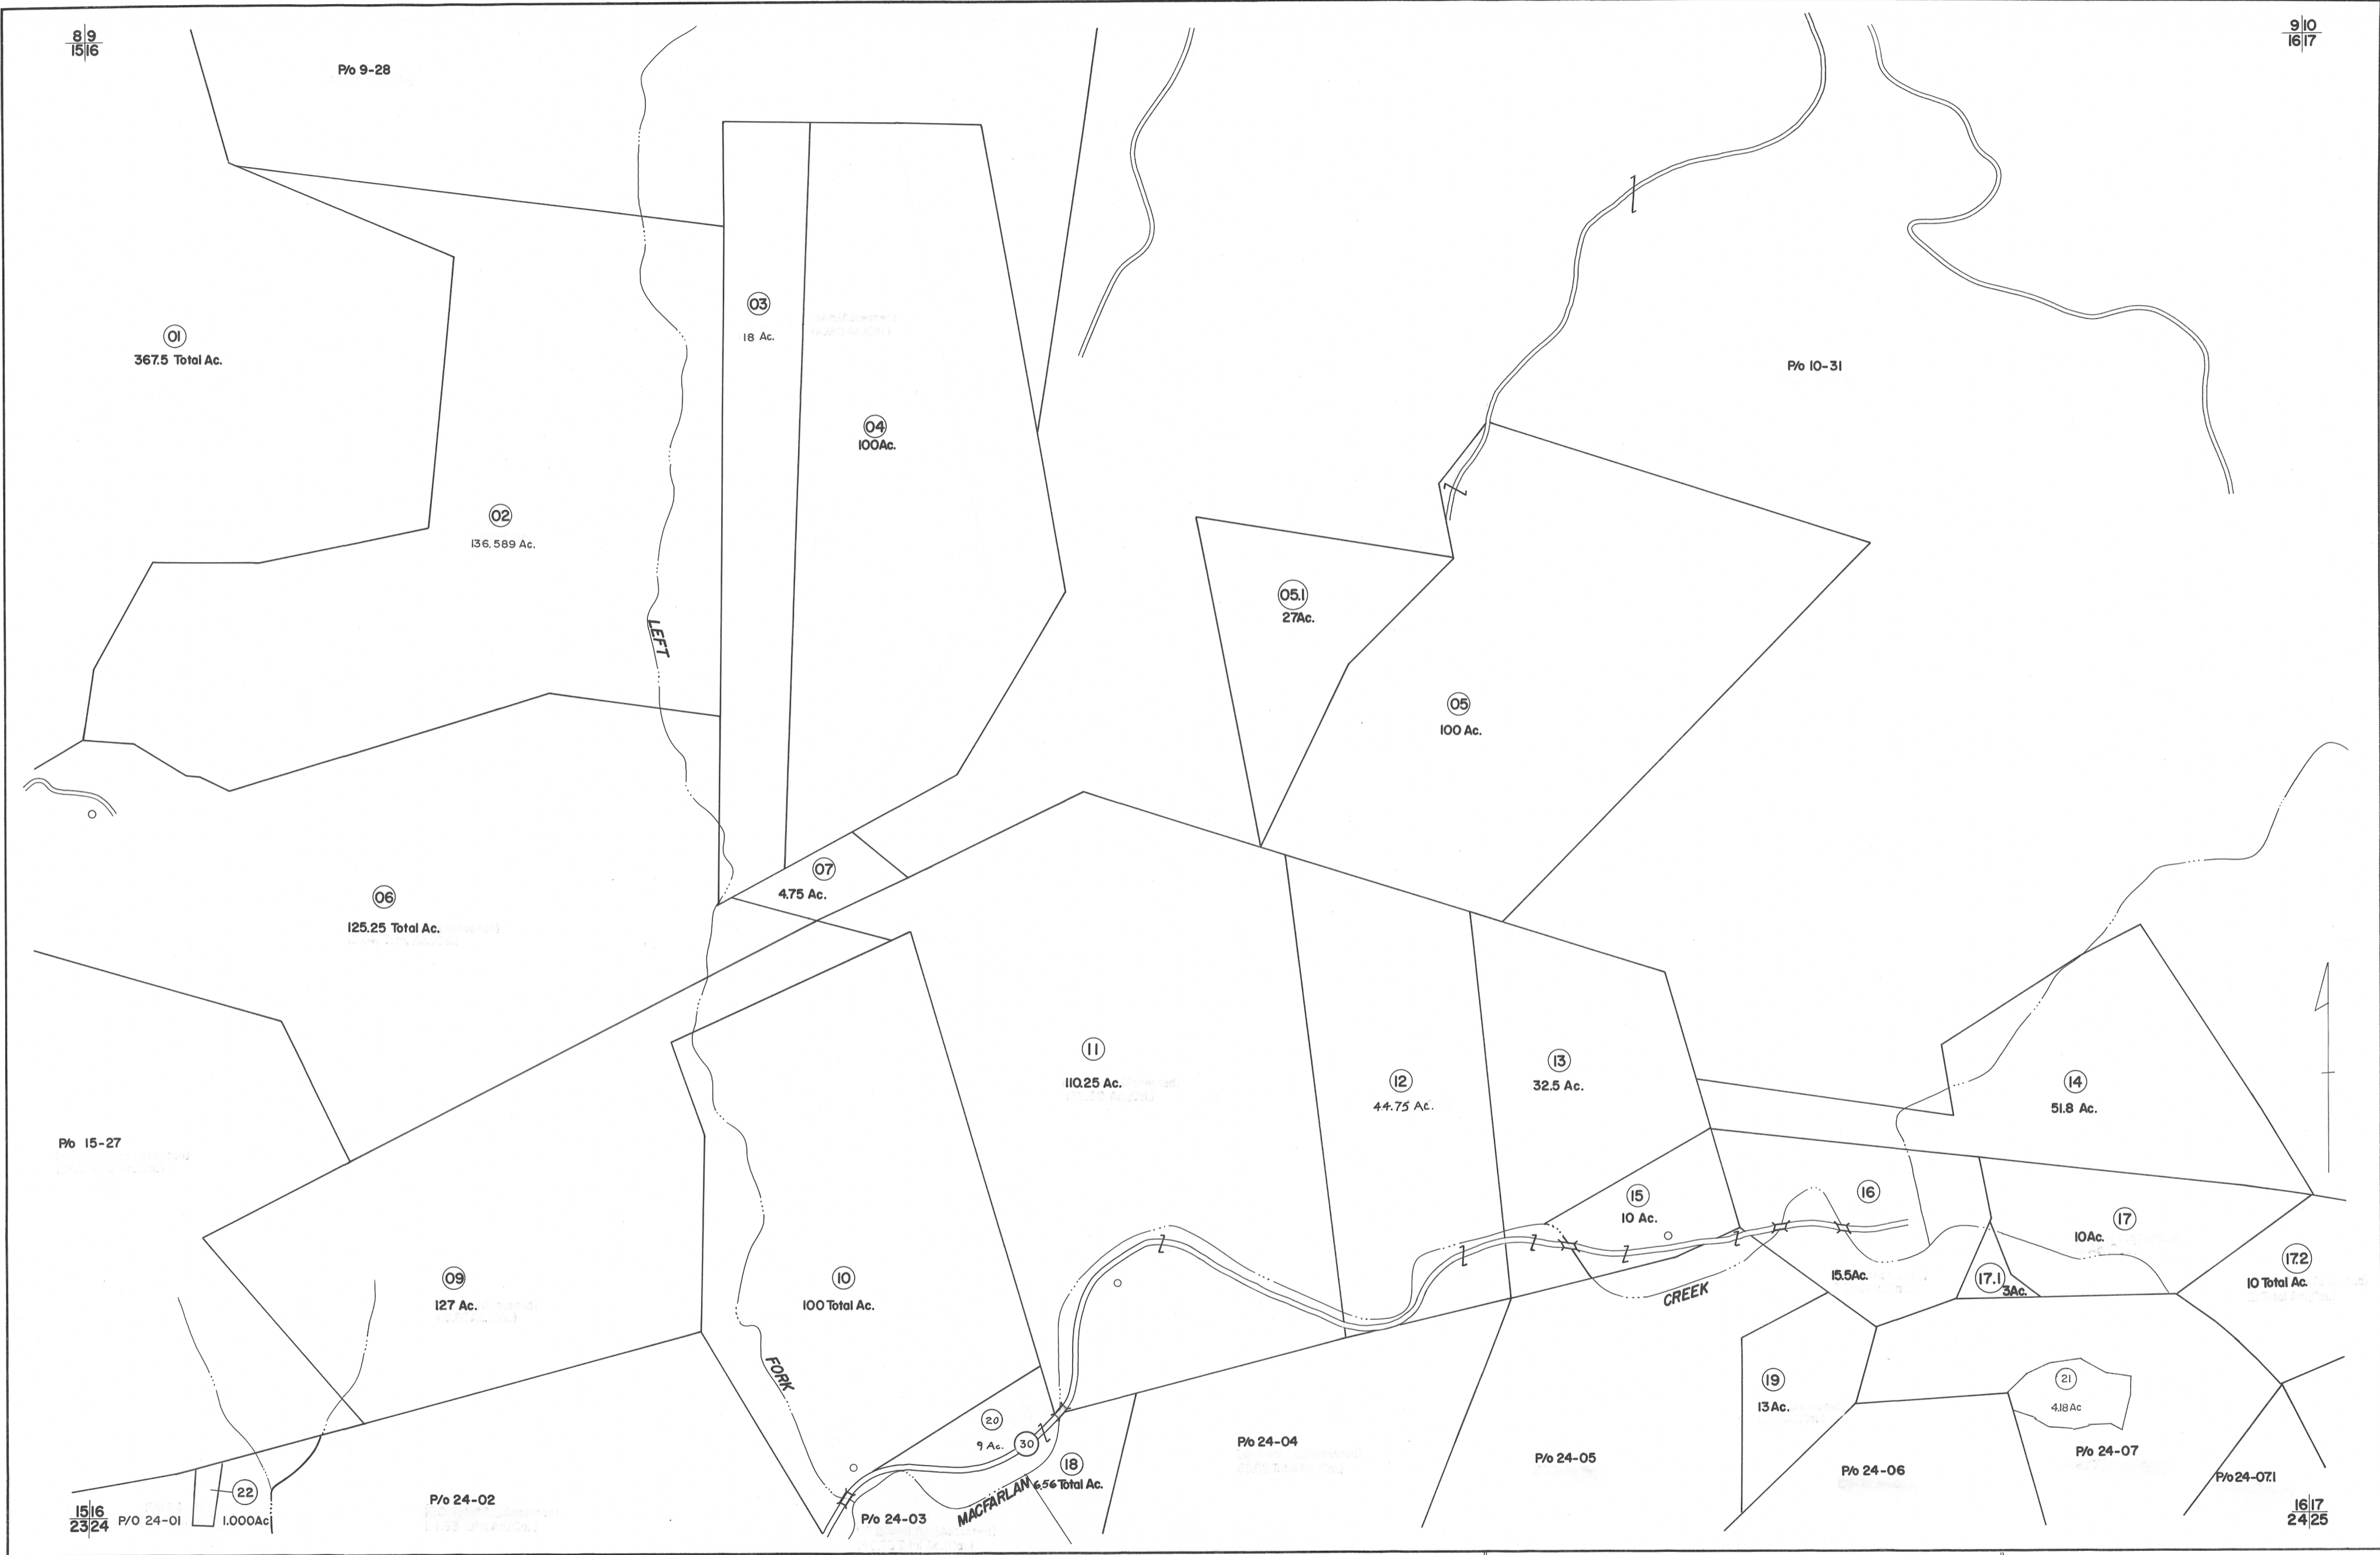 8|9
15|16
P/o 9-28
9|10
16|17
01
367.5 Total Ac.
02
136.589 Ac.
03
18 Ac.
04
100Ac.
P/o 10-31
05.1
27Ac.
05
100 Ac.
LEFT
06
125.25 Total Ac.
07
4.75 Ac.
P/o 15-27
09
127 Ac.
10
100 Total Ac.
11
110.25 Ac.
12
44.75 Ac.
13
32.5 Ac.
14
51.8 Ac.
15
10 Ac.
16
15.5Ac.
17
10Ac.
17.1
3Ac.
17.2
10 Total Ac.
CREEK
FORK
19
13Ac.
21
4.18Ac
20
9 Ac.
30
18
6.56 Total Ac.
MACFARLAN
22
1.000Ac
15|16
23|24
P/O 24-01
P/o 24-02
P/o 24-03
P/o 24-04
P/o 24-05
P/o 24-06
P/o 24-07
P/o 24-07.1
16|17
24|25